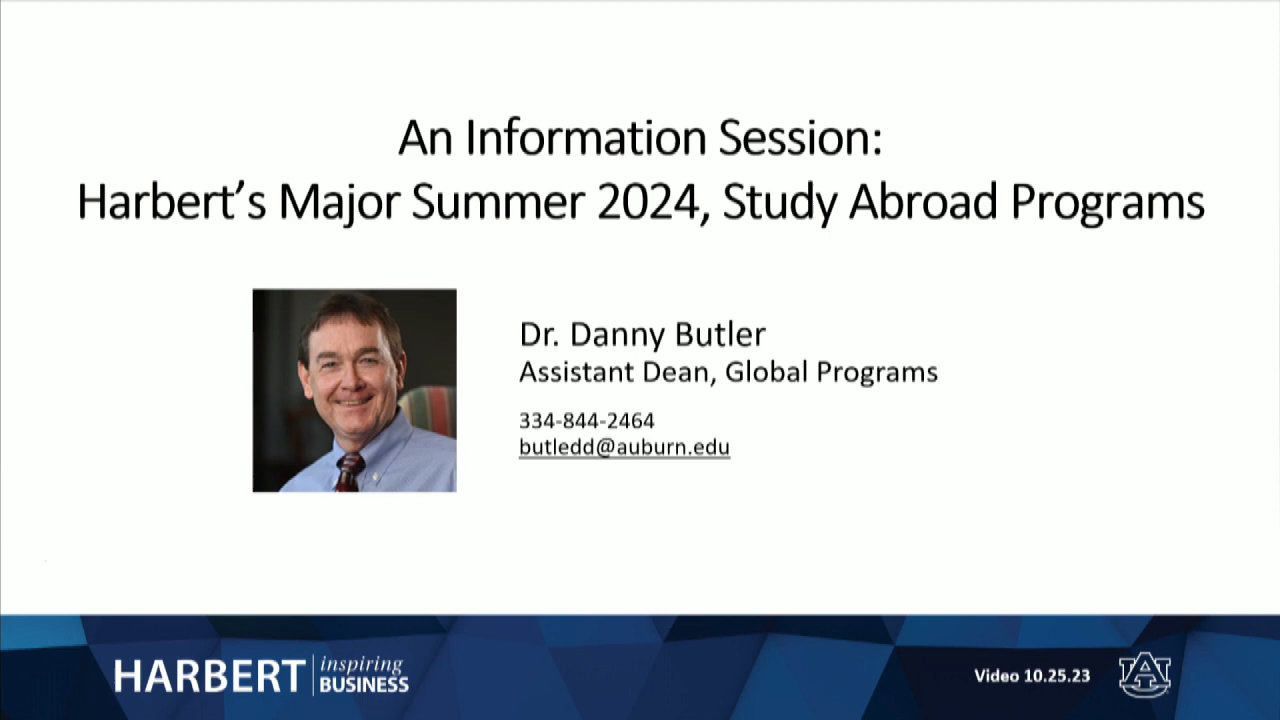 An Information Session:
Harbert’s Major Summer 2024, Study Abroad Programs
Dr. Danny Butler
Assistant Dean, Global Programs
334-844-2464
butledd@auburn.edu
HARBERT inspiring
BUSINESS
Video 10.25.23
AU